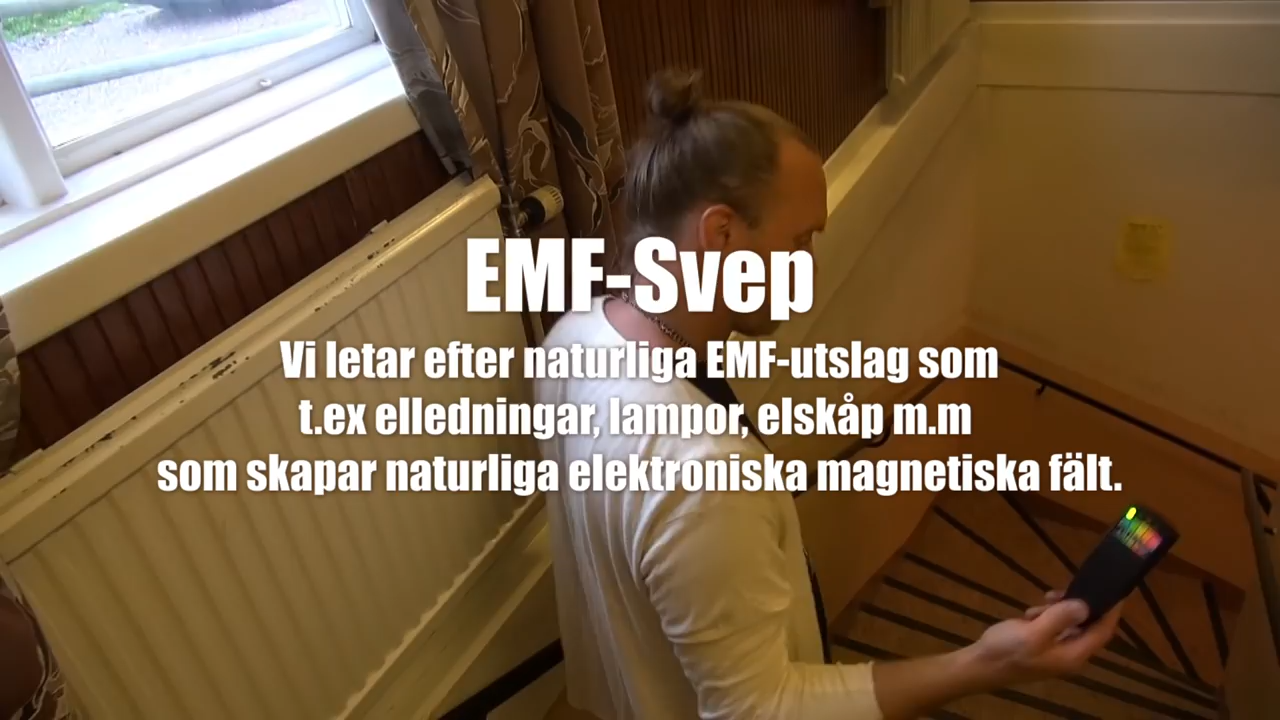 EMF-Svep
Vi letar efter naturliga EMF-utslag som
t.ex elledningar, lampor, elskåp m.m
som skapar naturliga elektroniska magnetiska fält.